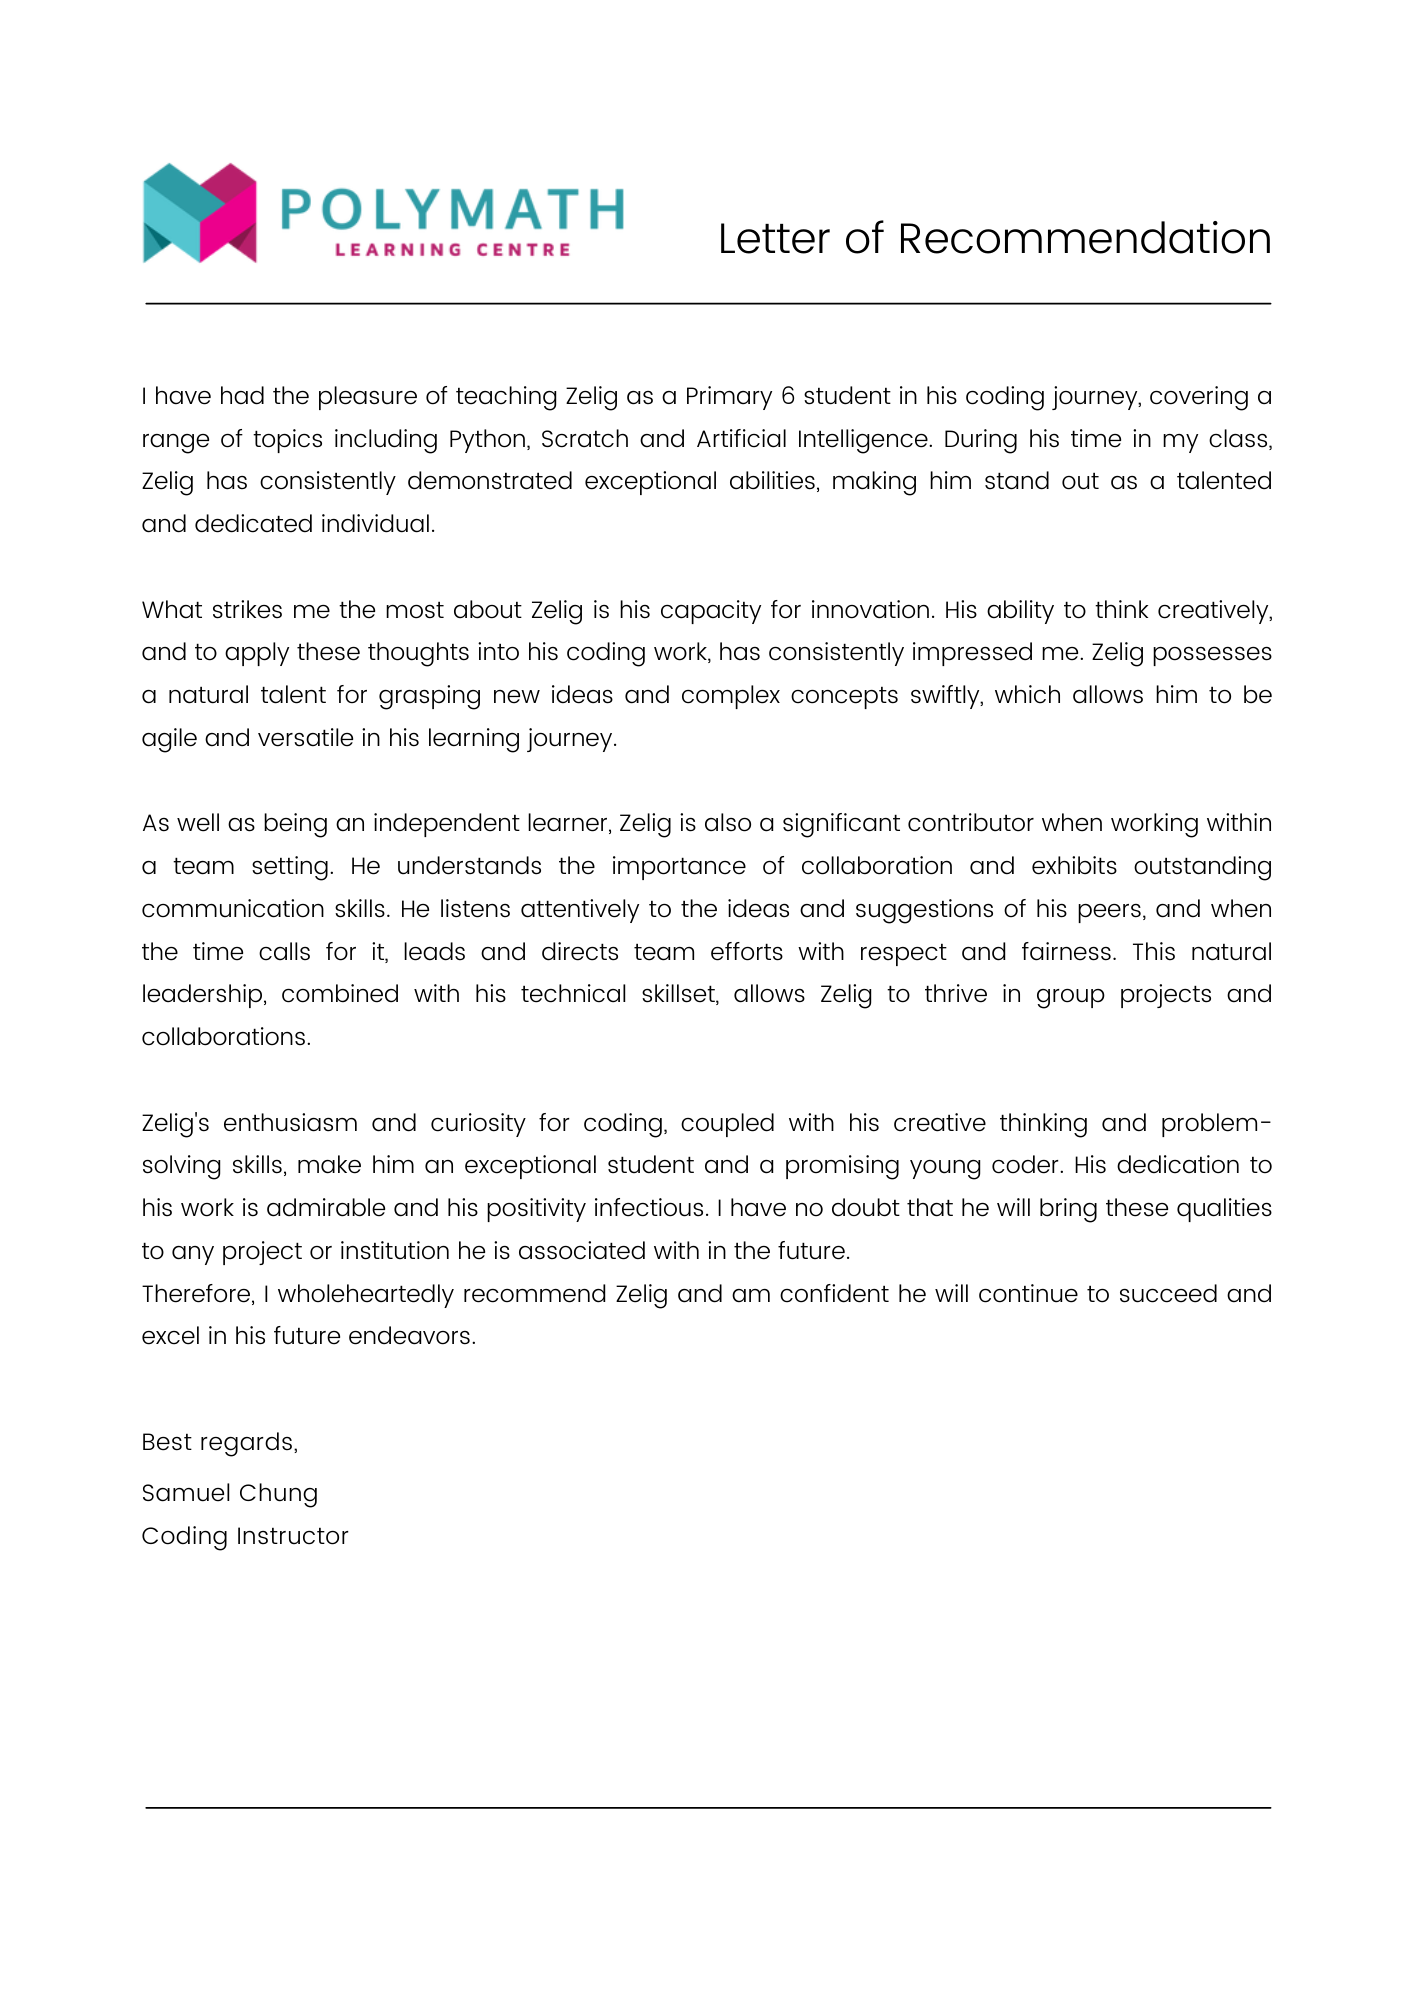 POLYMATH
LEARNING CENTRE
Letter of Recommendation
I have had the pleasure of teaching Zelig as a Primary 6 student in his coding journey, covering a
range of topics including Python, Scratch and Artificial Intelligence. During his time in my class,
Zelig has consistently demonstrated exceptional abilities, making him stand out as a talented
and dedicated individual.
What strikes me the most about Zelig is his capacity for innovation. His ability to think creatively,
and to apply these thoughts into his coding work, has consistently impressed me. Zelig possesses
a natural talent for grasping new ideas and complex concepts swiftly, which allows him to be
agile and versatile in his learning journey.
As well as being an independent learner, Zelig is also a significant contributor when working within
a team setting. He understands the importance of collaboration and exhibits outstanding
communication skills. He listens attentively to the ideas and suggestions of his peers, and when
the time calls for it, leads and directs team efforts with respect and fairness. This natural
leadership, combined with his technical skillset, allows Zelig to thrive in group projects and
collaborations.
Zelig's enthusiasm and curiosity for coding, coupled with his creative thinking and problem-
solving skills, make him an exceptional student and a promising young coder. His dedication to
his work is admirable and his positivity infectious. I have no doubt that he will bring these qualities
to any project or institution he is associated with in the future.
Therefore, I wholeheartedly recommend Zelig and am confident he will continue to succeed and
excel in his future endeavors.
Best regards,
Samuel Chung
Coding Instructor